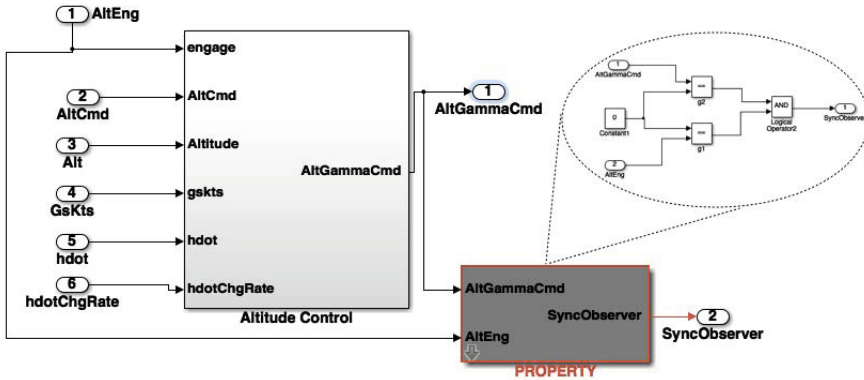 1
AltEng
engage
2
AltCmd
AltCmd
3
Alt
Altitude
4
GsKts
gskts
5
hdot
hdot
6
hdotChgRate
hdotChgRate
AltGammaCmd
Altitude Control
1
AltGammaCmd
1
AltGammaCmd
==
g2
0
Constant1
==
g1
2
AltEng
AND
Logical
Operator2
1
SyncObserver
AltGammaCmd
SyncObserver
AltEng
PROPERTY
2
SyncObserver